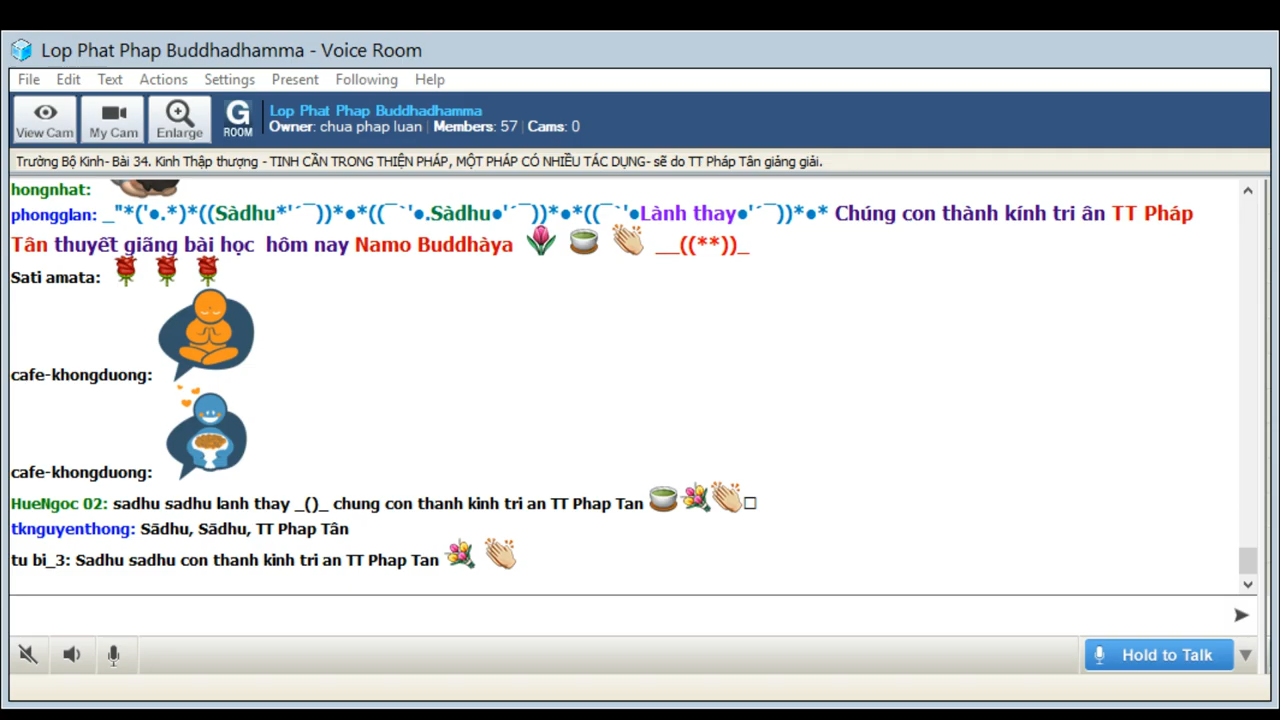 Lop Phat Phap Buddhadhamma - Voice Room
File Edit Text Actions Settings Present Following Help
View Cam My Cam Enlarge G ROOM
Lop Phat Phap Buddhadhamma
Owner: chua phap luan | Members: 57 | Cams: 0
Trường Bộ Kinh- Bài 34. Kinh Thập thượng - TINH CẦN TRONG THIỆN PHÁP, MỘT PHÁP CÓ NHIỀU TÁC DỤNG- sẽ do TT Pháp Tân giảng giải.
hongnhat:
phongglan: _"*('●.*)*((Sàdhu*'´¯))*●*((¯`'●.Sàdhu●'´¯))*●*●*((¯`'●Lành thay●'´¯))*●●* Chúng con thành kính tri ân TT Pháp
Tân thuyết giãng bài học hôm nay Namo Buddhàya __((**))_
Sati amata:
cafe-khongduong:
cafe-khongduong:
HueNgoc 02: sadhu sadhu lanh thay _()_ chung con thanh kinh tri an TT Phap Tan
tknguyenthong: Sādhu, Sādhu, TT Phap Tân
tu bi_3: Sadhu sadhu con thanh kinh tri an TT Phap Tan
Hold to Talk